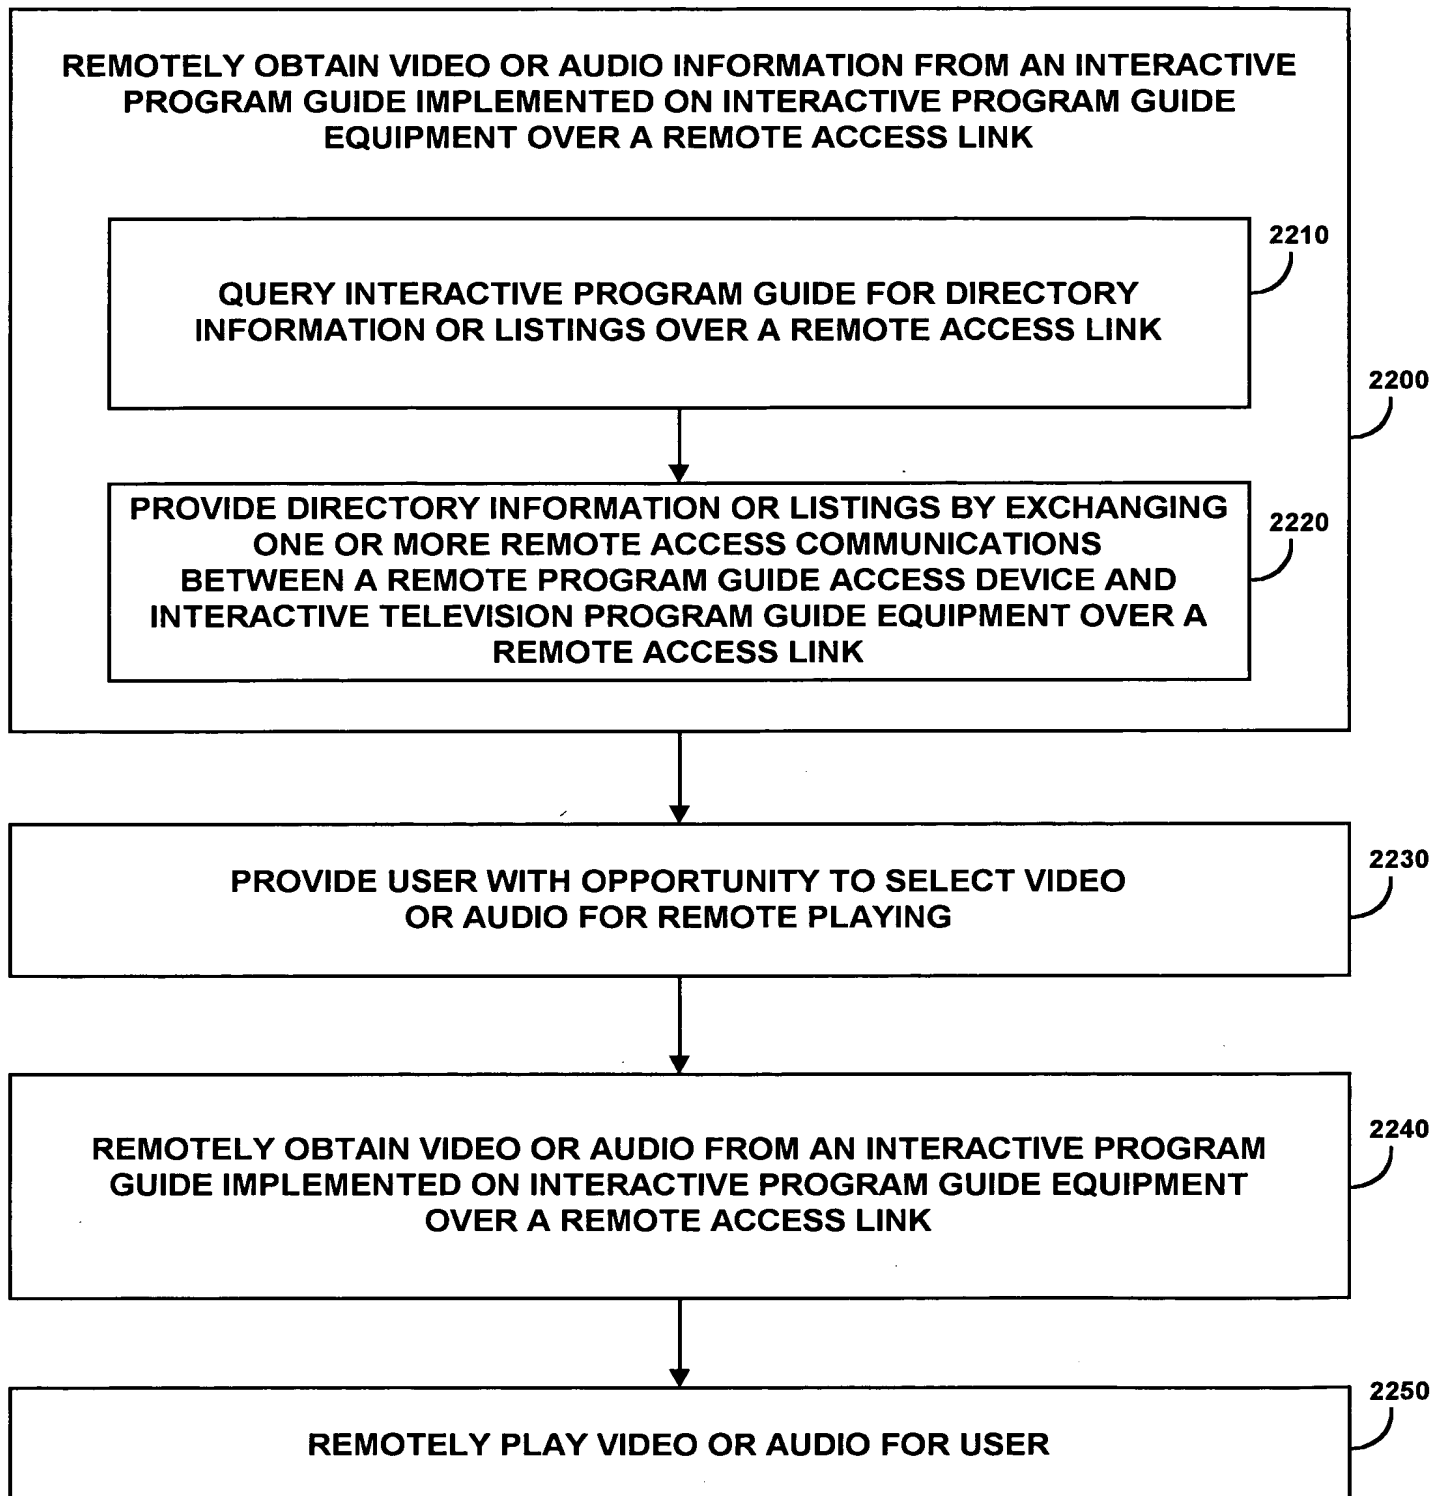 REMOTELY OBTAIN VIDEO OR AUDIO INFORMATION FROM AN INTERACTIVE
PROGRAM GUIDE IMPLEMENTED ON INTERACTIVE PROGRAM GUIDE
EQUIPMENT OVER A REMOTE ACCESS LINK
2210
QUERY INTERACTIVE PROGRAM GUIDE FOR DIRECTORY
INFORMATION OR LISTINGS OVER A REMOTE ACCESS LINK
2200
PROVIDE DIRECTORY INFORMATION OR LISTINGS BY EXCHANGING
ONE OR MORE REMOTE ACCESS COMMUNICATIONS
BETWEEN A REMOTE PROGRAM GUIDE ACCESS DEVICE AND
INTERACTIVE TELEVISION PROGRAM GUIDE EQUIPMENT OVER A
REMOTE ACCESS LINK
2220
PROVIDE USER WITH OPPORTUNITY TO SELECT VIDEO
OR AUDIO FOR REMOTE PLAYING
2230
REMOTELY OBTAIN VIDEO OR AUDIO FROM AN INTERACTIVE PROGRAM
GUIDE IMPLEMENTED ON INTERACTIVE PROGRAM GUIDE EQUIPMENT
OVER A REMOTE ACCESS LINK
2240
REMOTELY PLAY VIDEO OR AUDIO FOR USER
2250